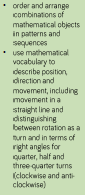 • order and arrange
combinations of
mathematical objects
in patterns and
sequences
• use mathematical
vocabulary to
describe position,
direction and
movement, including
movement in a
straight line and
distinguishing
between rotation as a
turn and in terms of
right angles for
quarter, half and
three-quarter turns
(clockwise and anti-
clockwise)